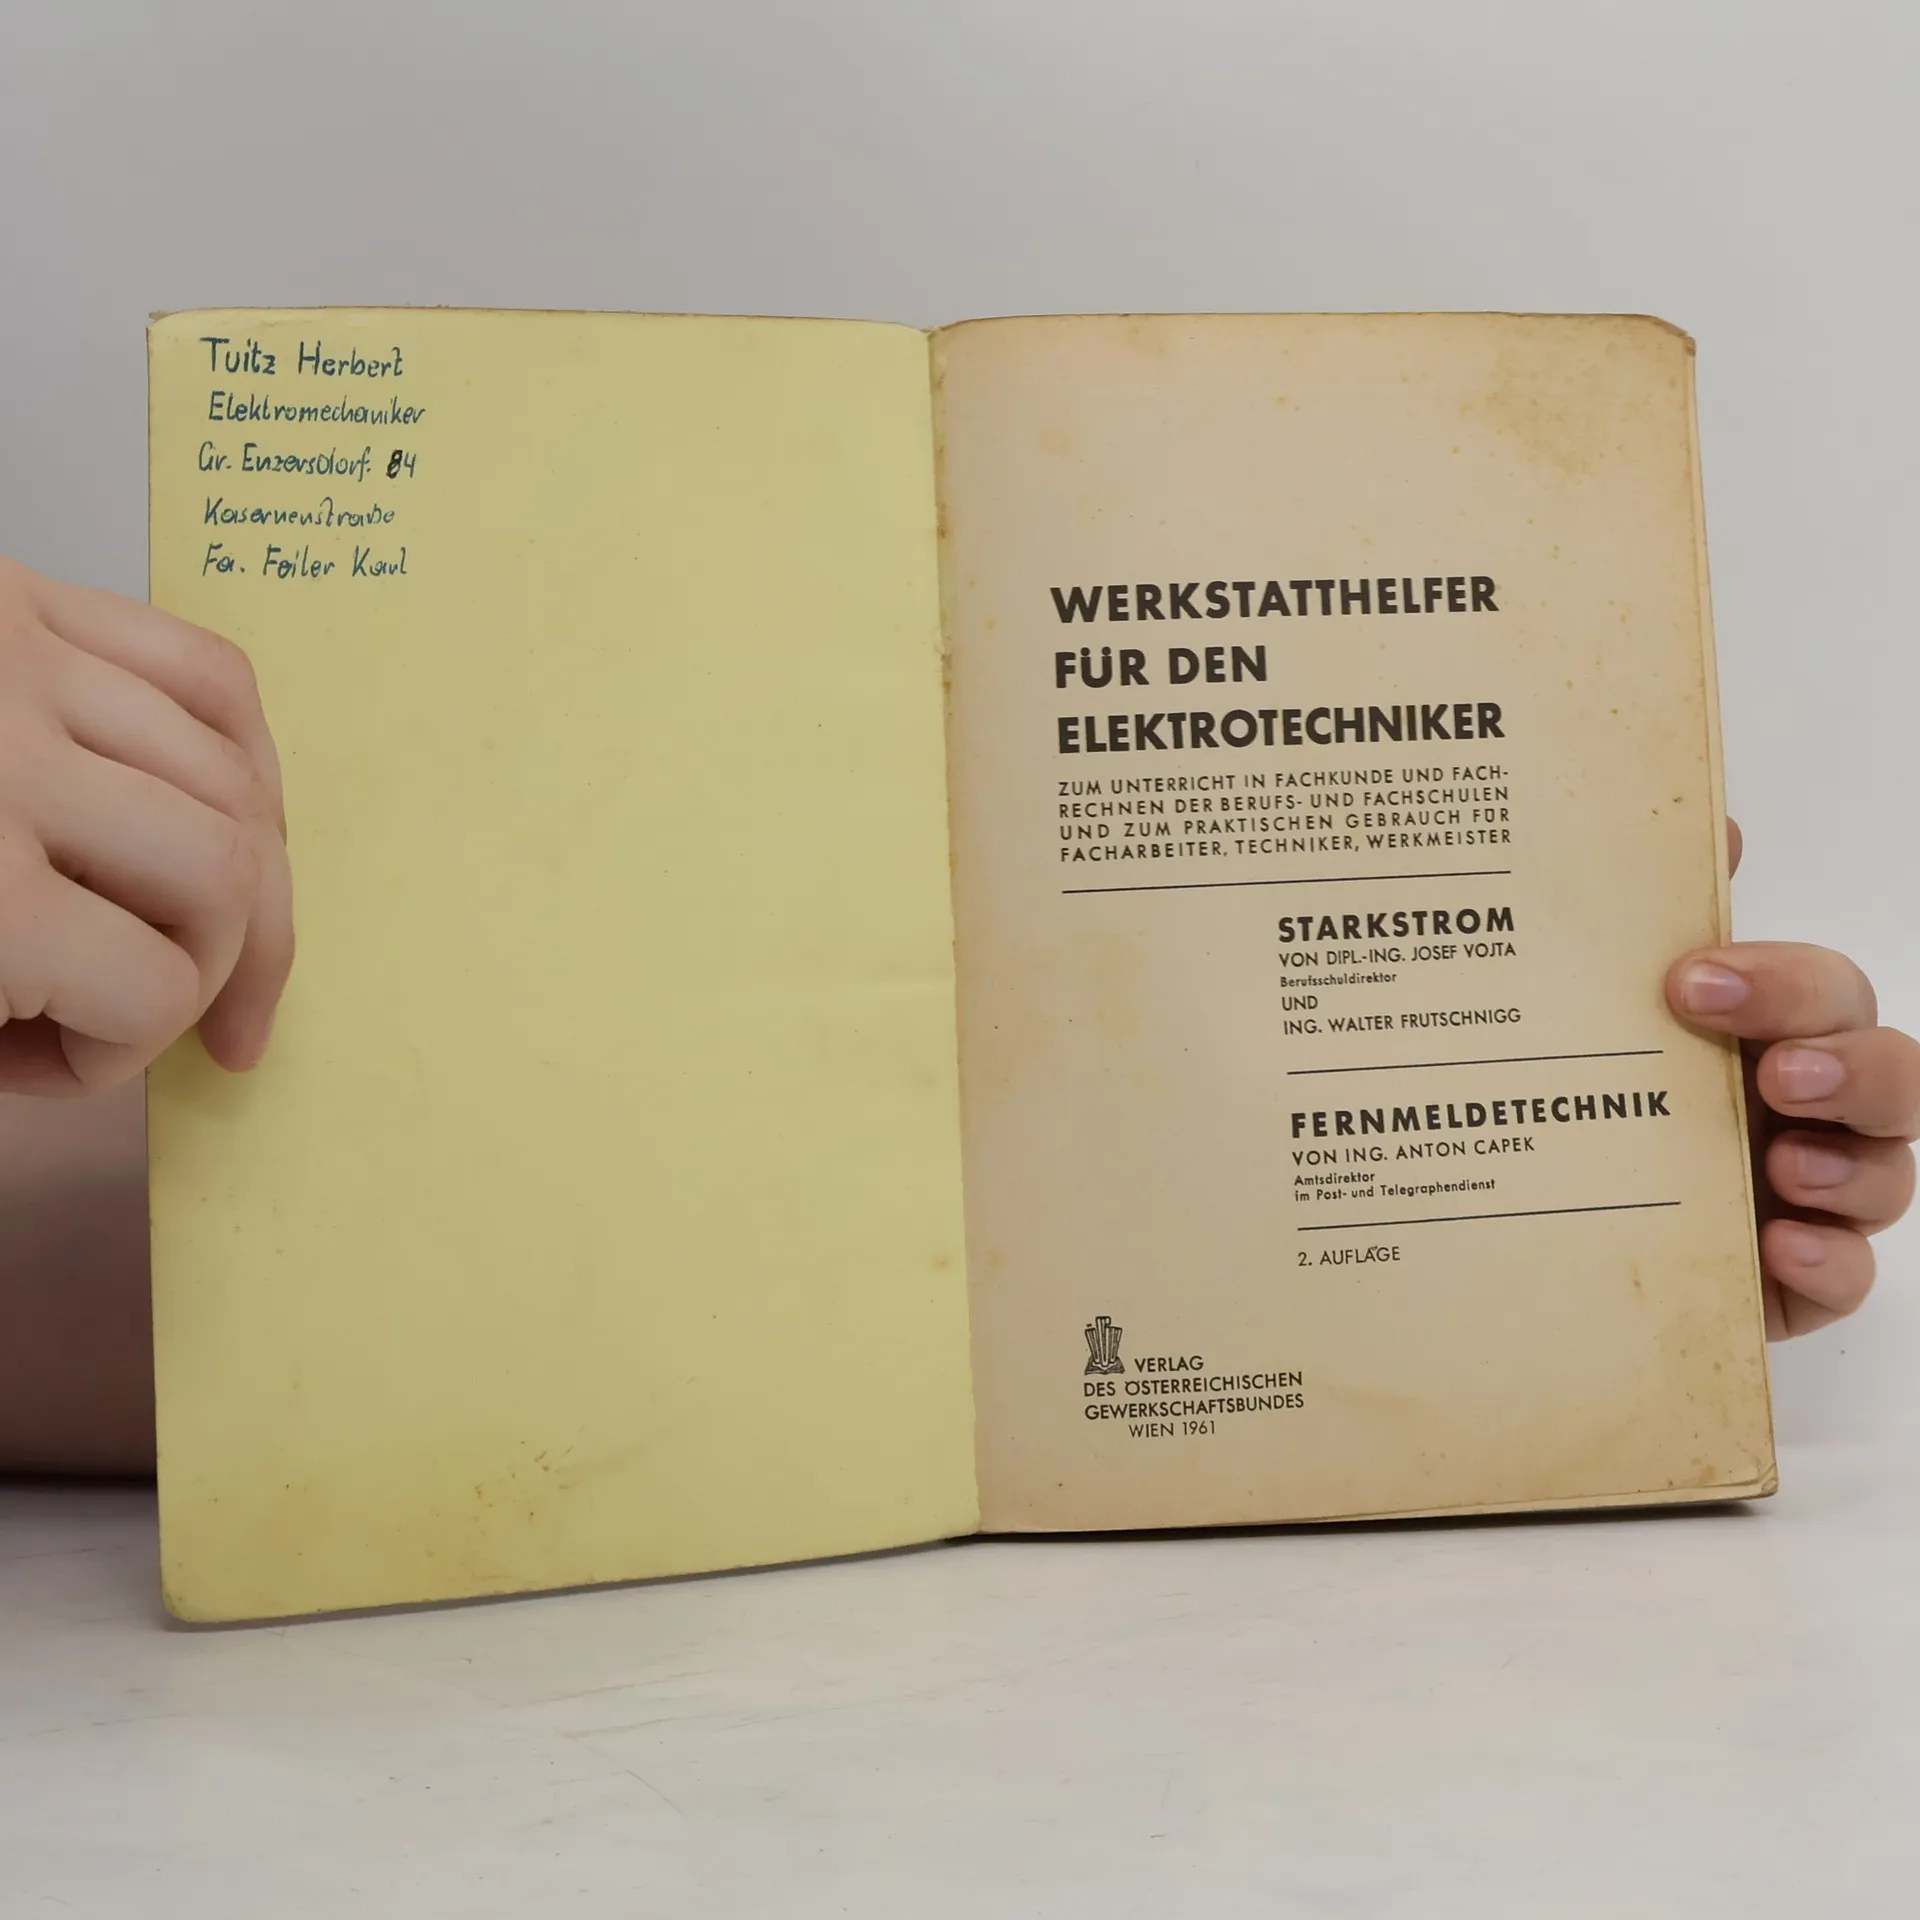 Tuitz Herbert
Elektromechaniker
Gr. Enzersdorf. 84
Kasernenstraße
Fa. Feiler Karl
WERKSTATTHELFER
FÜR DEN
ELEKTROTECHNIKER
ZUM UNTERRICHT IN FACHKUNDE UND FACH-
RECHNEN DER BERUFS- UND FACHSCHULEN
UND ZUM PRAKTISCHEN GEBRAUCH FÜR
FACHARBEITER, TECHNIKER, WERKMEISTER
STARKSTROM
VON DIPL.-ING. JOSEF VOJTA
Berufsschuldirektor
UND
ING. WALTER FRUTSCHNIGG
FERNMELDETECHNIK
VON ING. ANTON CAPEK
Amtsdirektor
im Post- und Telegraphendienst
2. AUFLAGE
VERLAG
DES ÖSTERREICHISCHEN
GEWERKSCHAFTSBUNDES
WIEN 1961